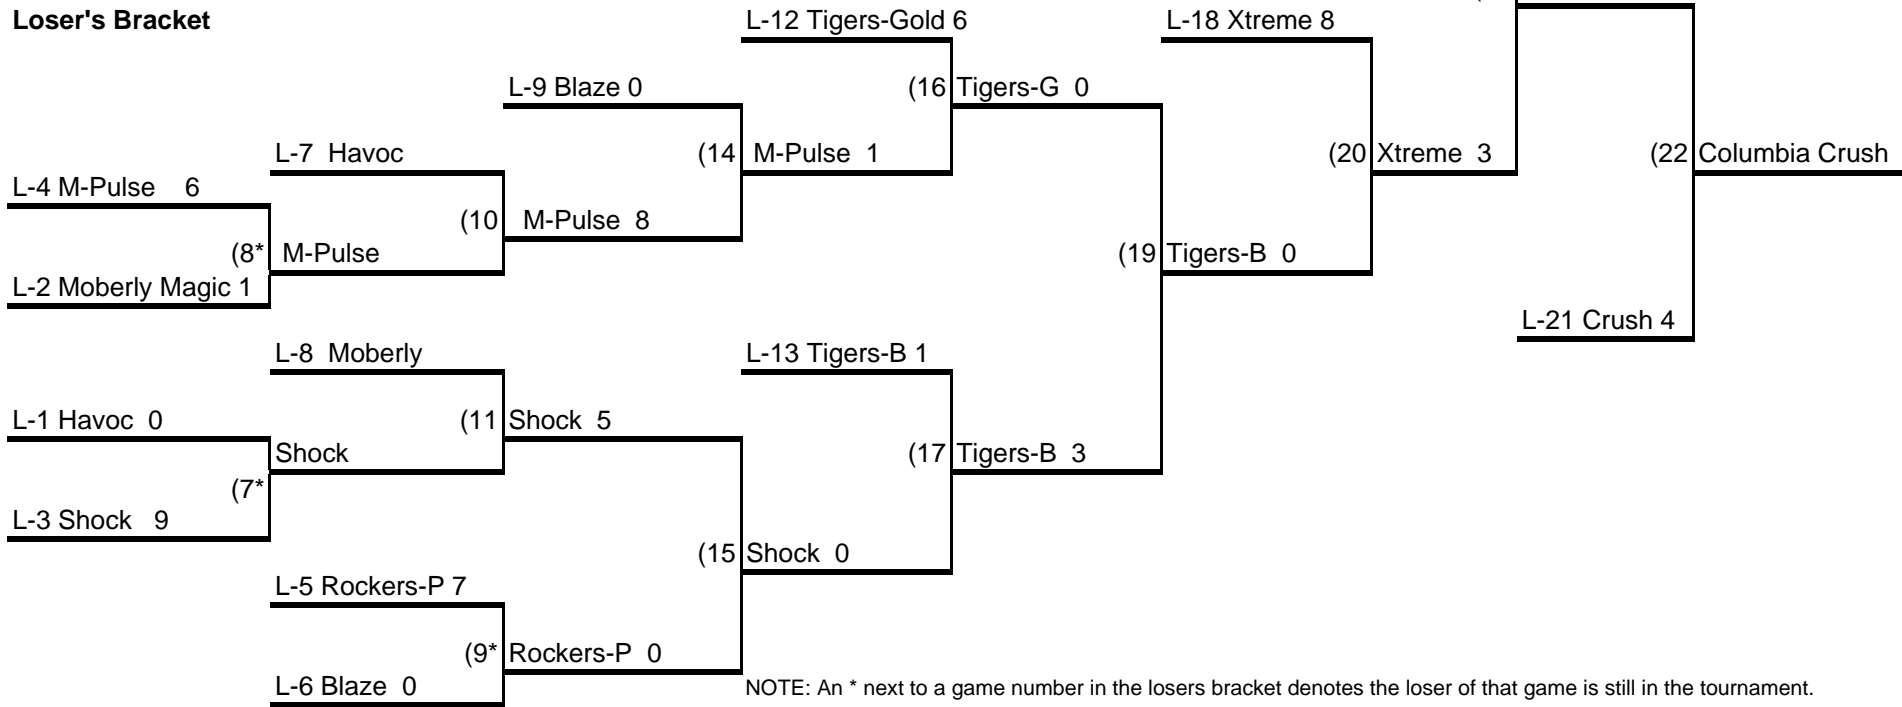 Loser's Bracket
L-12 Tigers-Gold 6
L-18 Xtreme 8
L-9 Blaze 0
(16 Tigers-G 0
L-7 Havoc
(14 M-Pulse 1
(20 Xtreme 3
(22 Columbia Crush
L-4 M-Pulse 6
(10 M-Pulse 8
(8* M-Pulse
(19 Tigers-B 0
L-2 Moberly Magic 1
L-21 Crush 4
L-8 Moberly
L-13 Tigers-B 1
L-1 Havoc 0
(11 Shock 5
Shock
(17 Tigers-B 3
(7*
L-3 Shock 9
(15 Shock 0
L-5 Rockers-P 7
(9* Rockers-P 0
L-6 Blaze 0
NOTE: An * next to a game number in the losers bracket denotes the loser of that game is still in the tournament.